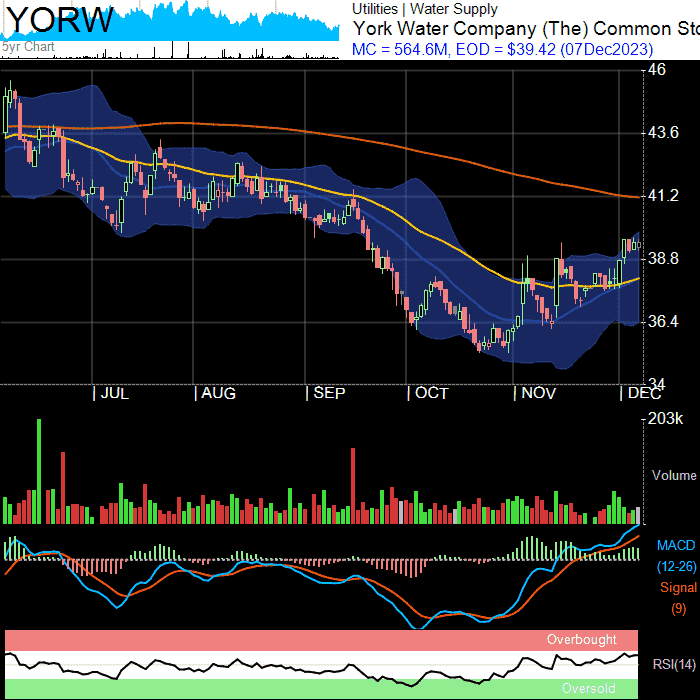 YORW
5yr Chart
Utilities | Water Supply
York Water Company (The) Common Sto
MC = 564.6M, EOD = $39.42 (07Dec2023)
46
43.6
41.2
38.8
36.4
34
| JUL | AUG | SEP | OCT | NOV | DEC
203k
Volume
MACD
(12-26)
Signal
(9)
Overbought
RSI(14)
Oversold